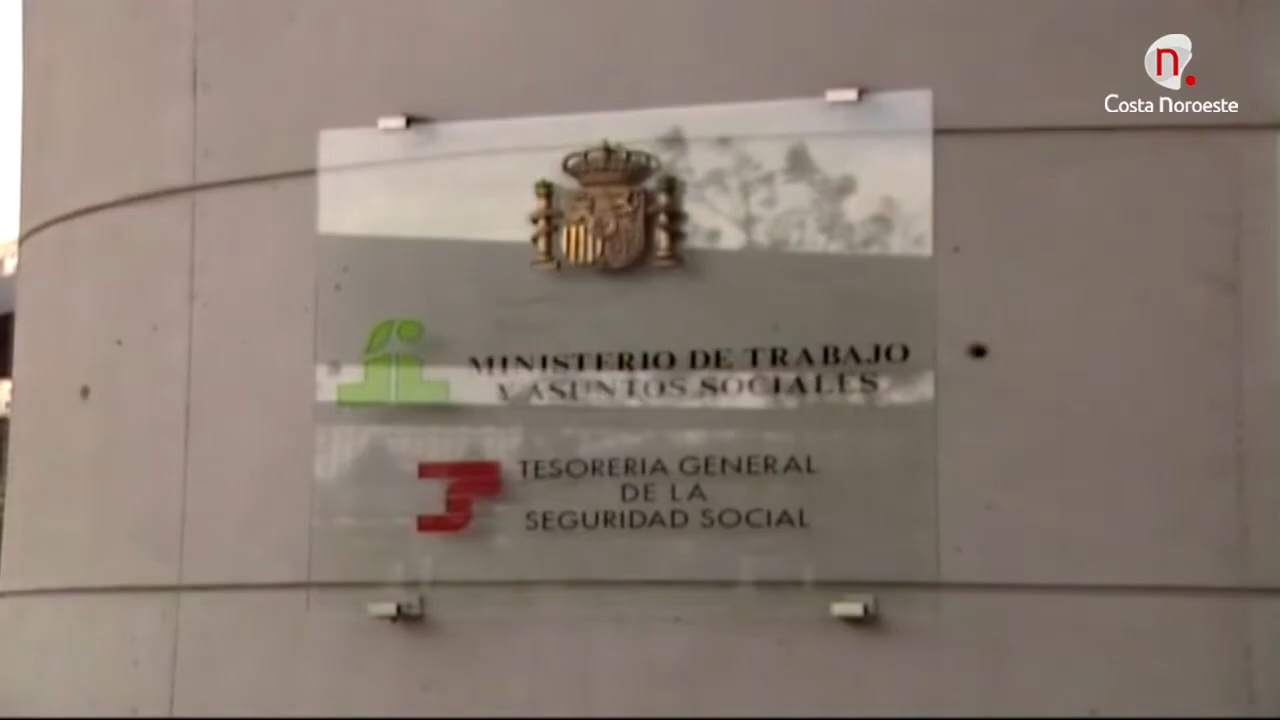 n.
Costa Noroeste
MINISTERIO DE TRABAJO
Y ASUNTOS SOCIALES
TESORERIA GENERAL
DE LA
SEGURIDAD SOCIAL